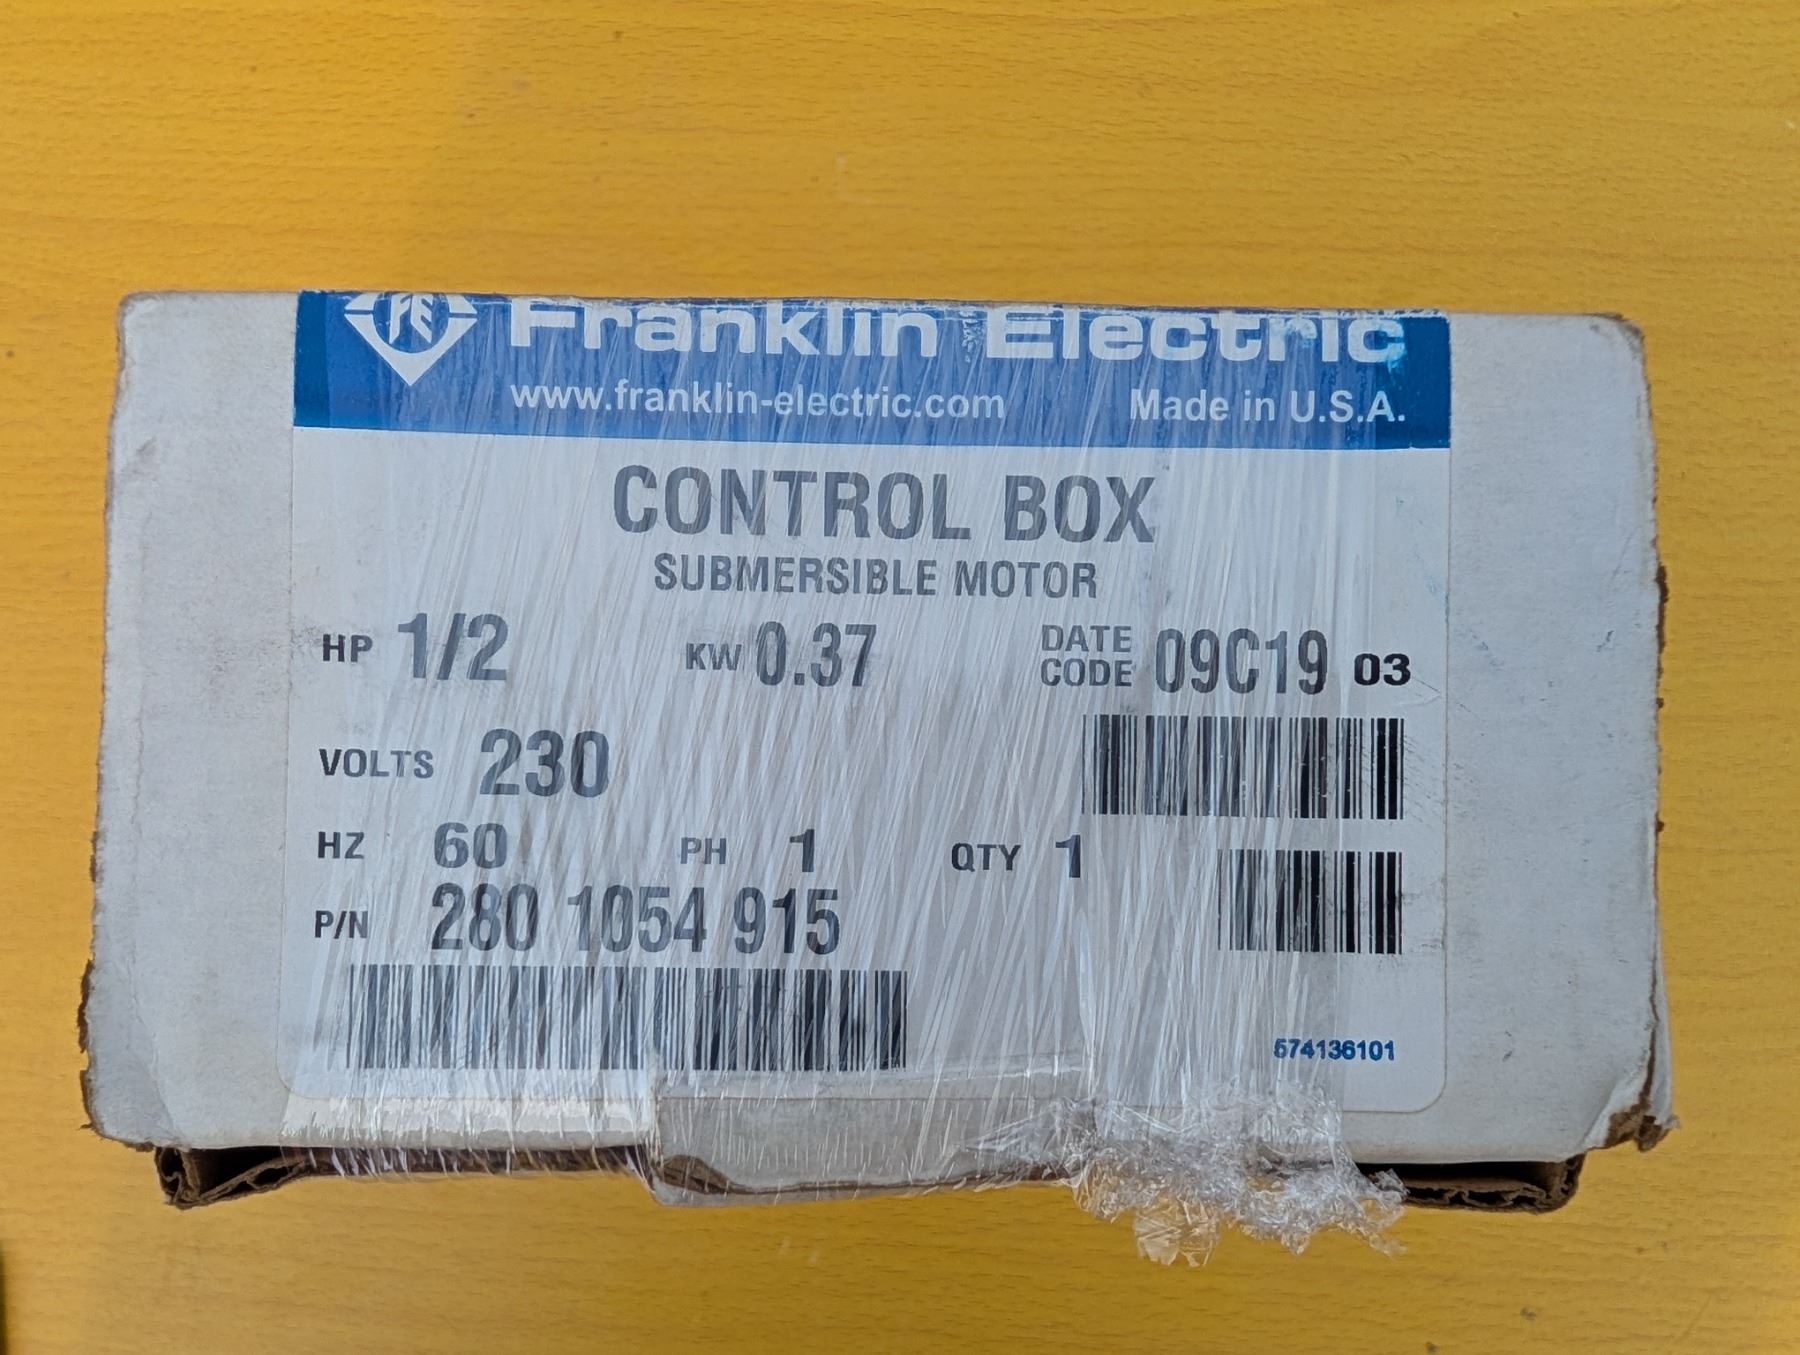 FE Franklin Electric
www.franklin-electric.com Made in U.S.A.
CONTROL BOX
SUBMERSIBLE MOTOR
HP 1/2 KW 0.37 DATE CODE 09C19 03
VOLTS 230
HZ 60 PH 1 QTY 1
P/N 280 1054 915
574136101